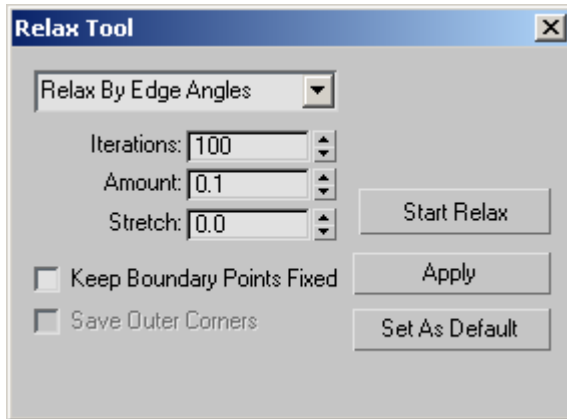 Relax Tool
Relax By Edge Angles
Iterations: 100
Amount: 0.1
Stretch: 0.0
Start Relax
Keep Boundary Points Fixed
Apply
Save Outer Corners
Set As Default